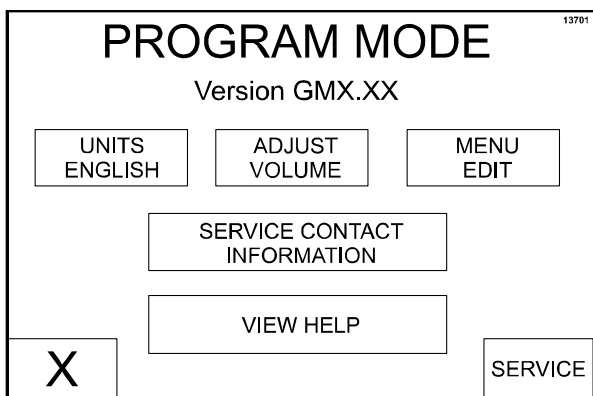 13701
PROGRAM MODE
Version GMX.XX
UNITS
ENGLISH
ADJUST
VOLUME
MENU
EDIT
SERVICE CONTACT
INFORMATION
VIEW HELP
X
SERVICE